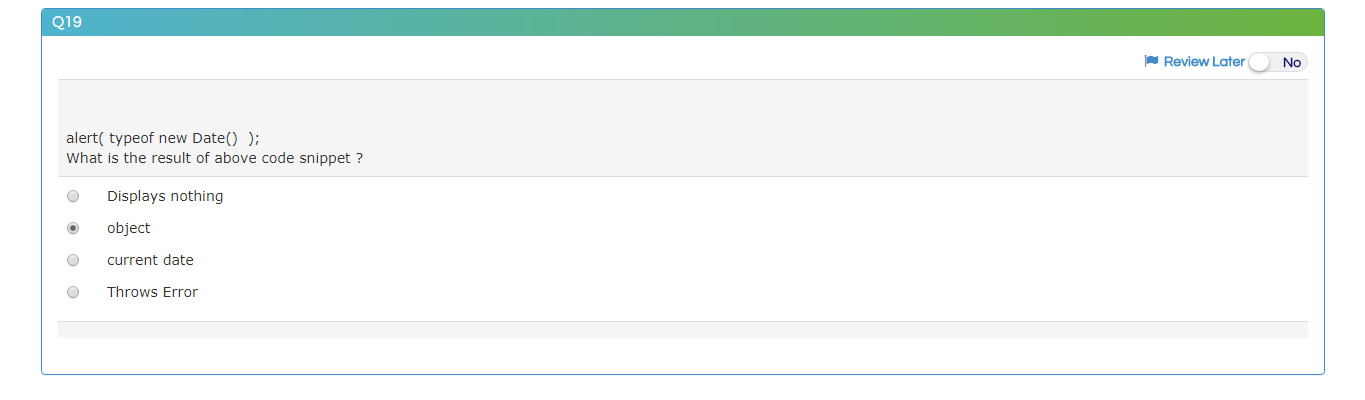 Q19
Review Later No
alert( typeof new Date()  );
What is the result of above code snippet ?
Displays nothing
object
current date
Throws Error